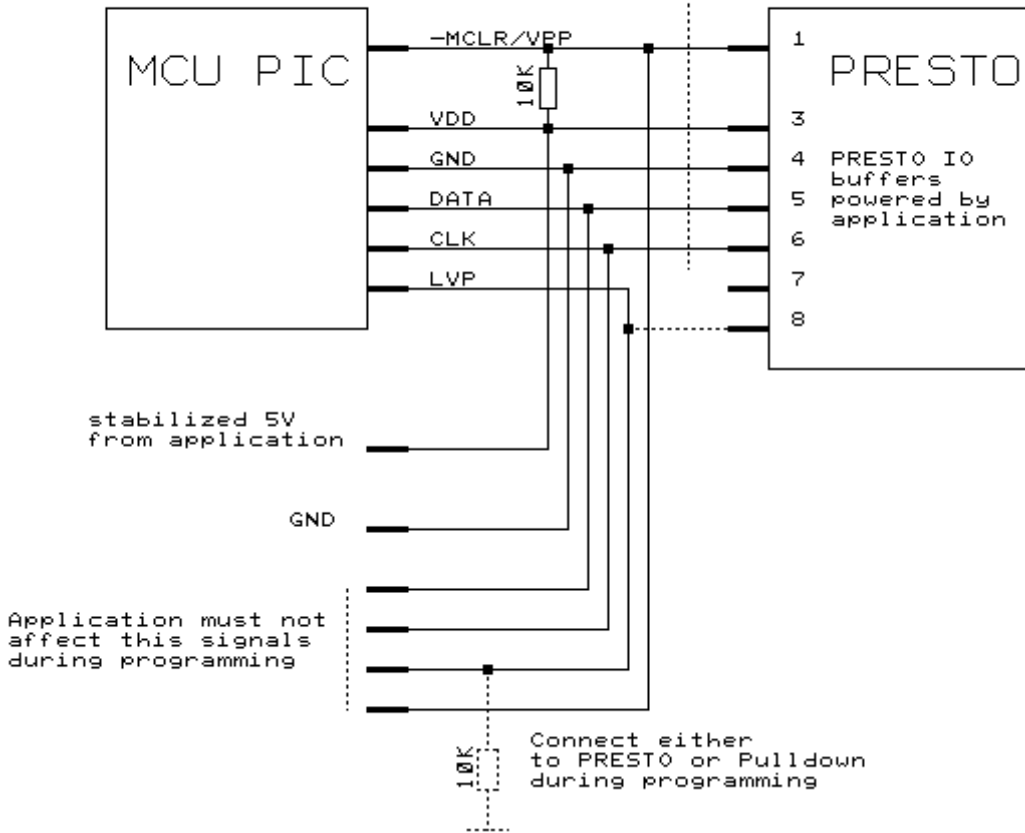 MCU PIC
-MCLR/VPP
10K
VDD
GND
DATA
CLK
LVP
1
3
4
5
6
7
8
PRESTO
PRESTO IO
buffers
powered by
application
stabilized 5V
from application
GND
Application must not
affect this signals
during programming
10K
Connect either
to PRESTO or Pulldown
during programming